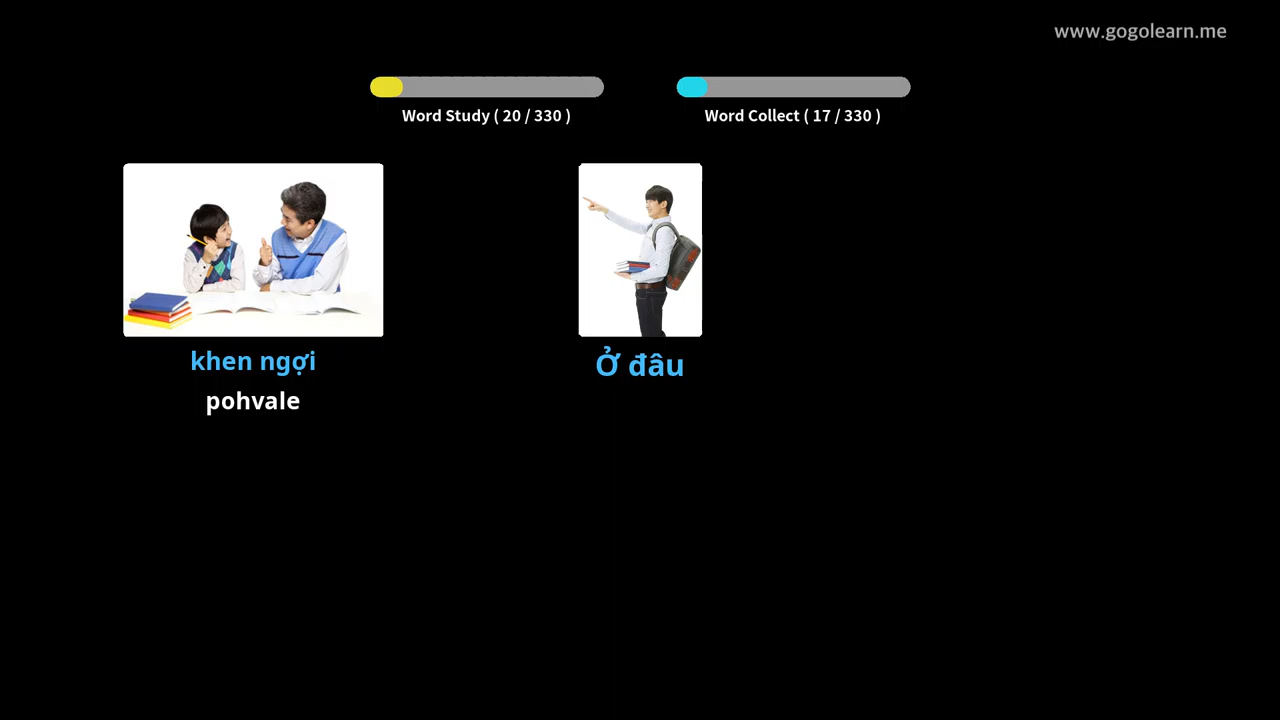 www.gogolearn.me
Word Study ( 20 / 330 )
Word Collect ( 17 / 330 )
khen ngợi
pohvale
Ở đâu